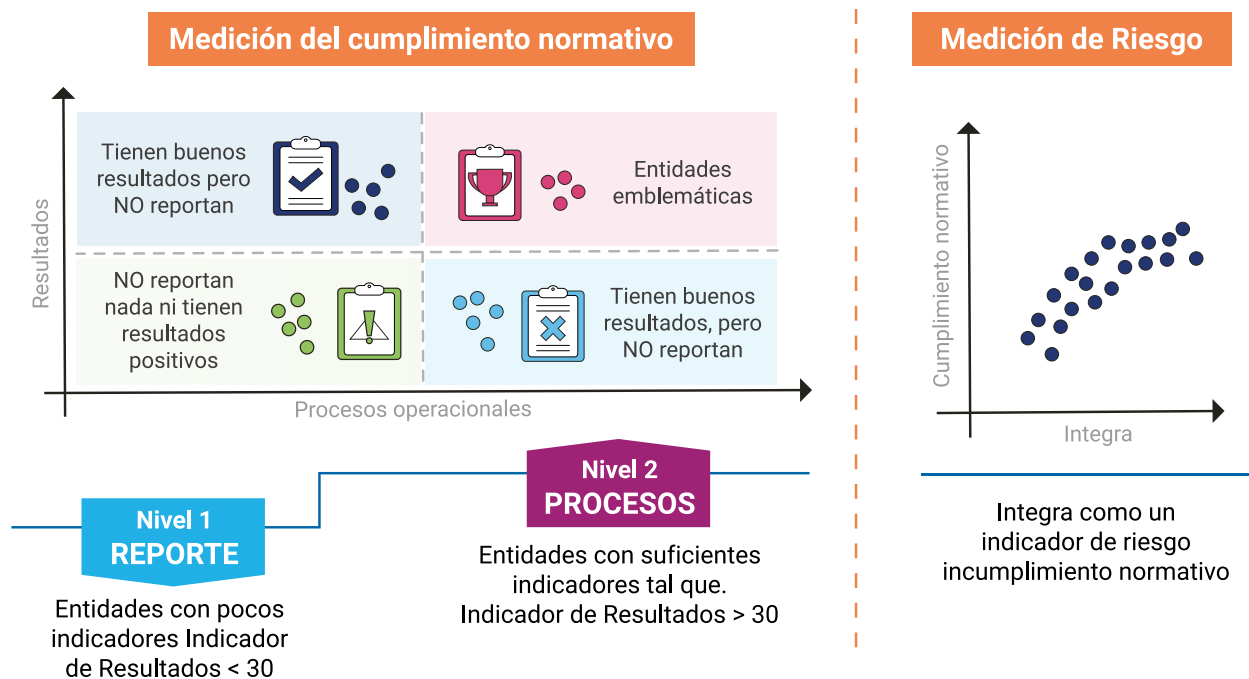 Medición del cumplimiento normativo
Resultados
Tienen buenos
resultados pero
NO reportan
Entidades
emblemáticas
NO reportan
nada ni tienen
resultados
positivos
Tienen buenos
resultados, pero
NO reportan
Procesos operacionales
Nivel 1
REPORTE
Entidades con pocos
indicadores Indicador
de Resultados < 30
Nivel 2
PROCESOS
Entidades con suficientes
indicadores tal que.
Indicador de Resultados > 30
Medición de Riesgo
Cumplimiento normativo
Integra
Integra como un
indicador de riesgo
incumplimiento normativo